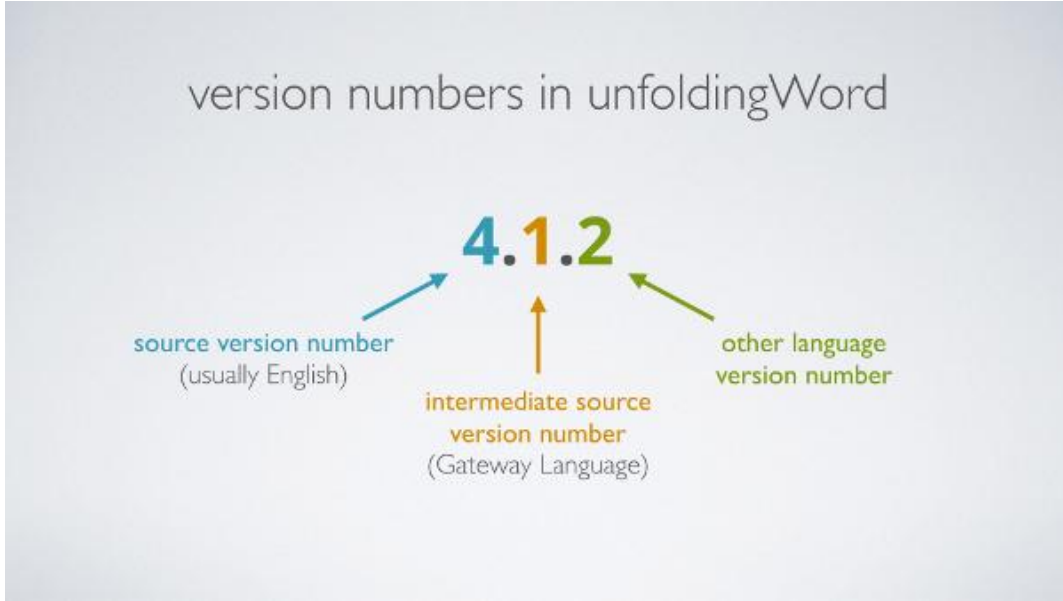 version numbers in unfoldingWord
4.1.2
source version number
(usually English)
intermediate source
version number
(Gateway Language)
other language
version number